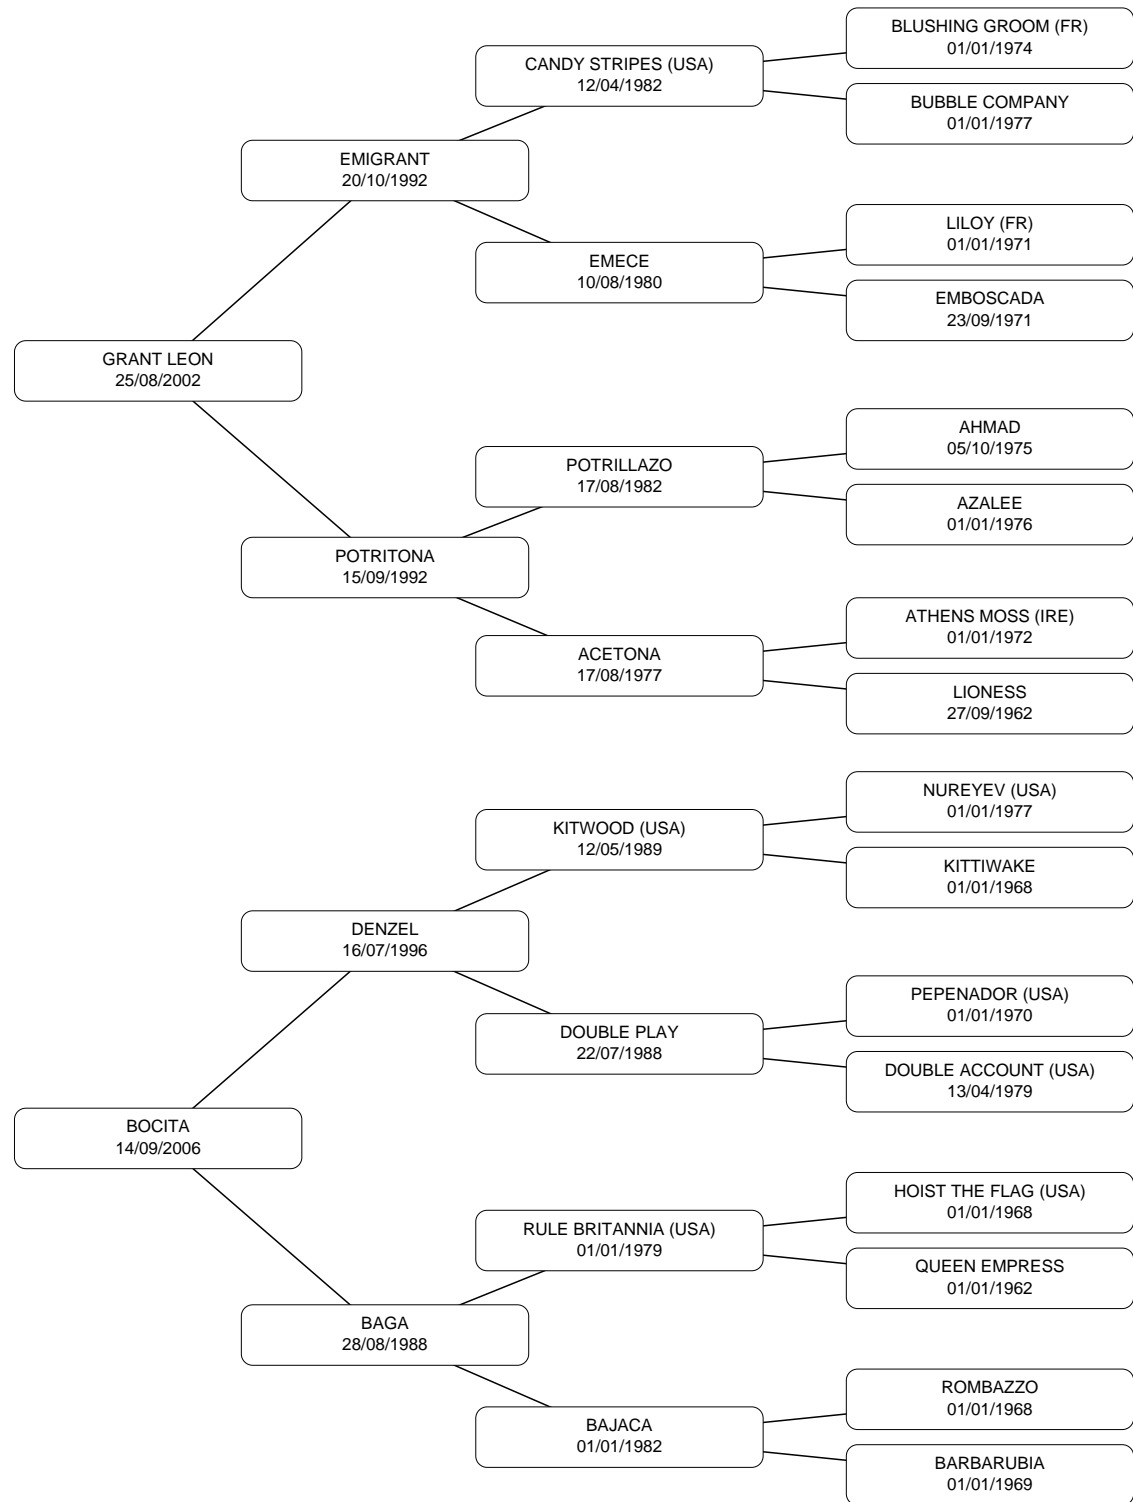 BLUSHING GROOM (FR)
01/01/1974
CANDY STRIPES (USA)
12/04/1982
BUBBLE COMPANY
01/01/1977
EMIGRANT
20/10/1992
LILOY (FR)
01/01/1971
EMECE
10/08/1980
EMBOSCADA
23/09/1971
GRANT LEON
25/08/2002
AHMAD
05/10/1975
POTRILLAZO
17/08/1982
AZALEE
01/01/1976
POTRITONA
15/09/1992
ATHENS MOSS (IRE)
01/01/1972
ACETONA
17/08/1977
LIONESS
27/09/1962
NUREYEV (USA)
01/01/1977
KITWOOD (USA)
12/05/1989
KITTIWAKE
01/01/1968
DENZEL
16/07/1996
PEPENADOR (USA)
01/01/1970
DOUBLE PLAY
22/07/1988
DOUBLE ACCOUNT (USA)
13/04/1979
BOCITA
14/09/2006
HOIST THE FLAG (USA)
01/01/1968
RULE BRITANNIA (USA)
01/01/1979
QUEEN EMPRESS
01/01/1962
BAGA
28/08/1988
ROMBAZZO
01/01/1968
BAJACA
01/01/1982
BARBARUBIA
01/01/1969